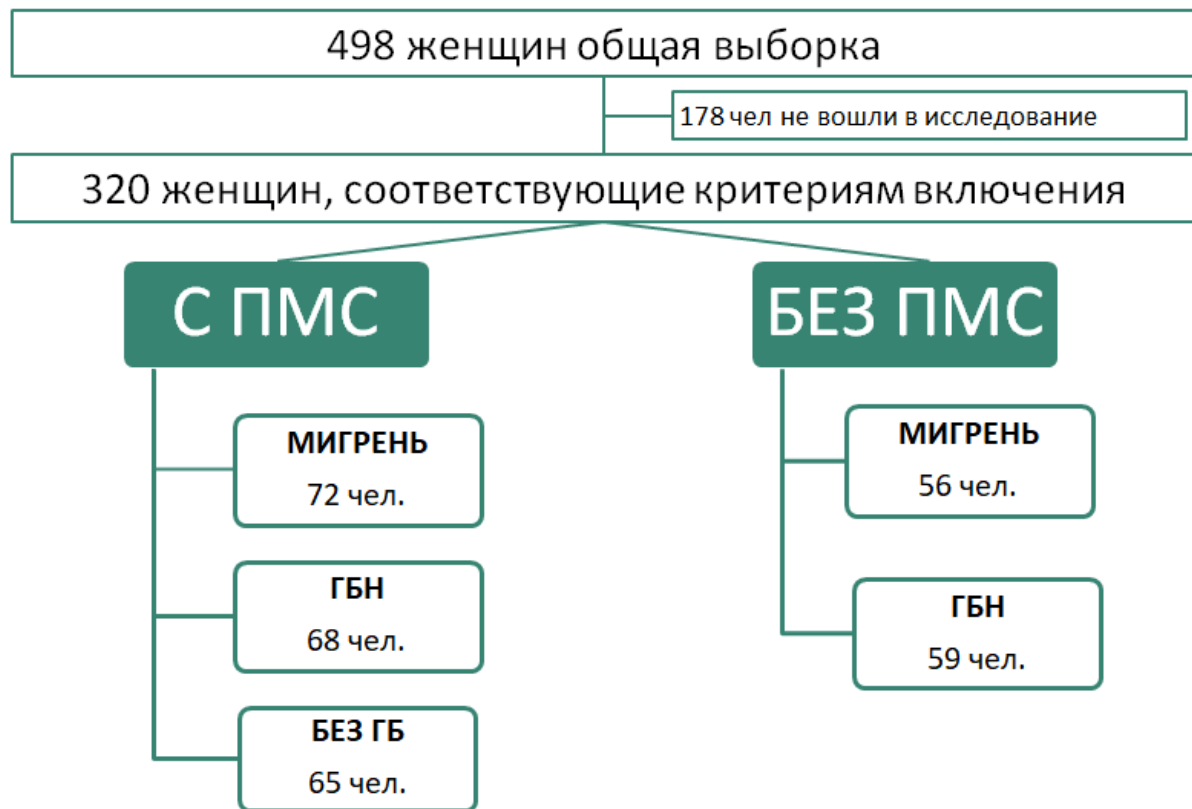 498 женщин общая выборка
178 чел не вошли в исследование
320 женщин, соответствующие критериям включения
С ПМС
БЕЗ ПМС
МИГРЕНЬ
72 чел.
ГБН
68 чел.
БЕЗ ГБ
65 чел.
МИГРЕНЬ
56 чел.
ГБН
59 чел.